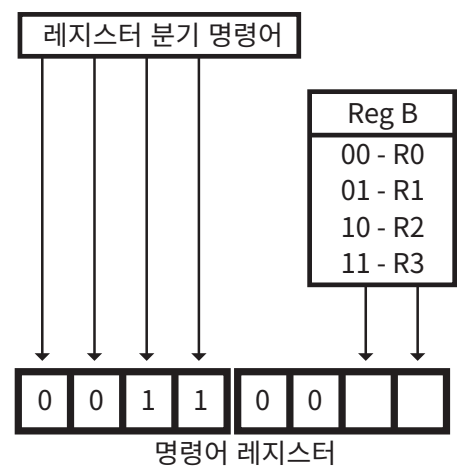 레지스터 분기 명령어
Reg B
00 - R0
01 - R1
10 - R2
11 - R3
0 0 1 1 0 0
명령어 레지스터